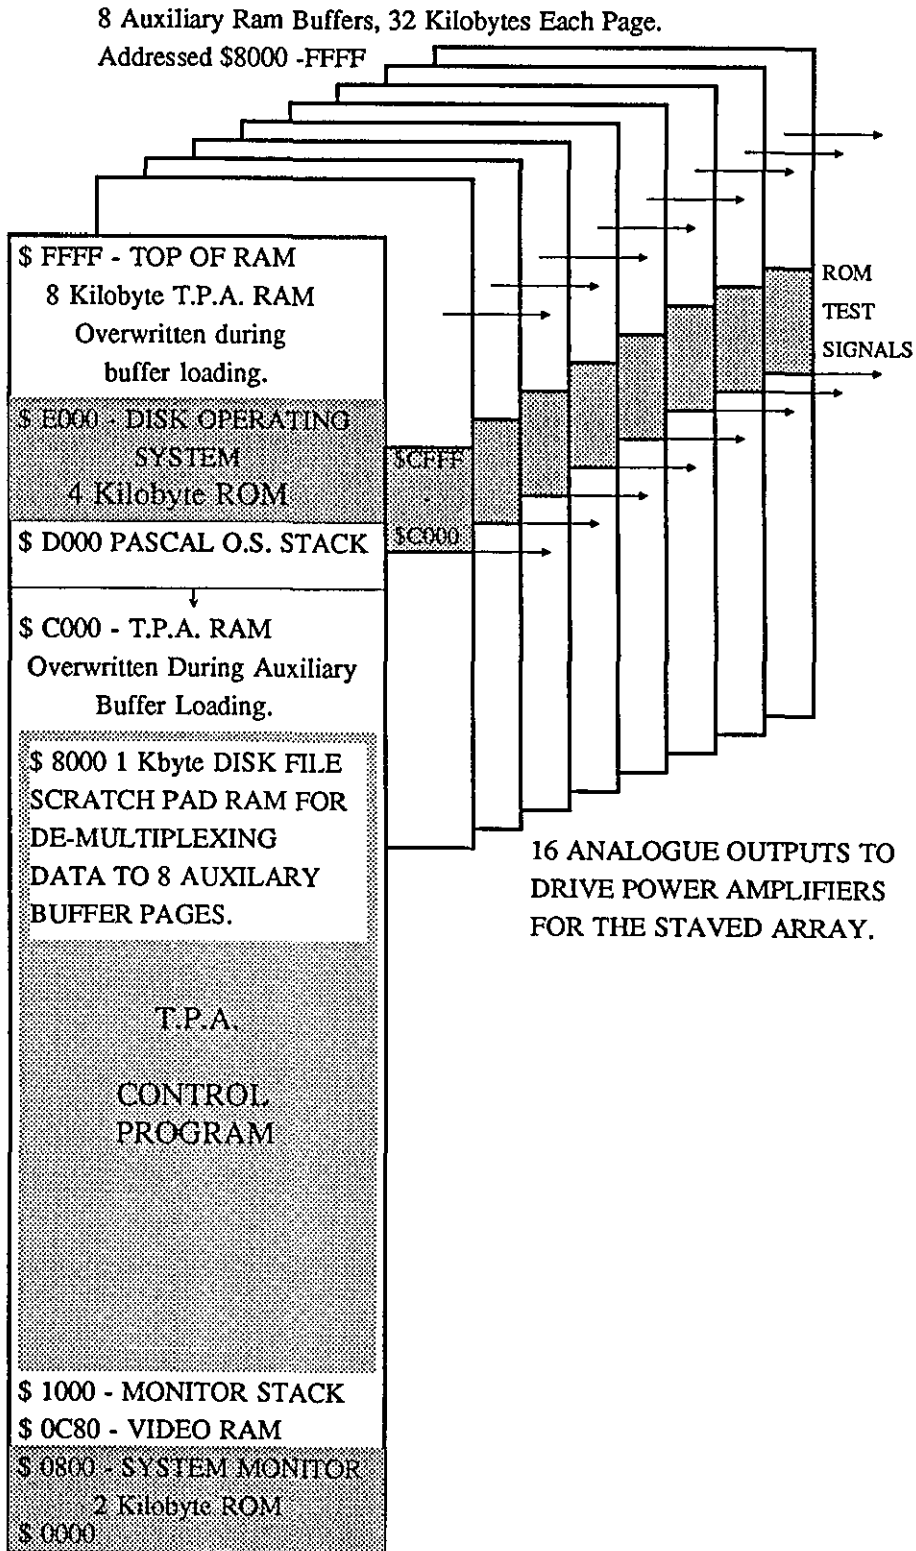 8 Auxiliary Ram Buffers, 32 Kilobytes Each Page.
Addressed $8000 -FFFF
$ FFFF - TOP OF RAM
8 Kilobyte T.P.A. RAM
Overwritten during
buffer loading.
$ E000 - DISK OPERATING
SYSTEM
4 Kilobyte ROM
$ D000 PASCAL O.S. STACK
$ C000 - T.P.A. RAM
Overwritten During Auxiliary
Buffer Loading.
$ 8000 1 Kbyte DISK FILE
SCRATCH PAD RAM FOR
DE-MULTIPLEXING
DATA TO 8 AUXILARY
BUFFER PAGES.
T.P.A.
CONTROL
PROGRAM
$ 1000 - MONITOR STACK
$ 0C80 - VIDEO RAM
$ 0800 - SYSTEM MONITOR
2 Kilobyte ROM
$ 0000
$CFFF
-
$C000
ROM
TEST
SIGNALS
16 ANALOGUE OUTPUTS TO
DRIVE POWER AMPLIFIERS
FOR THE STAVED ARRAY.